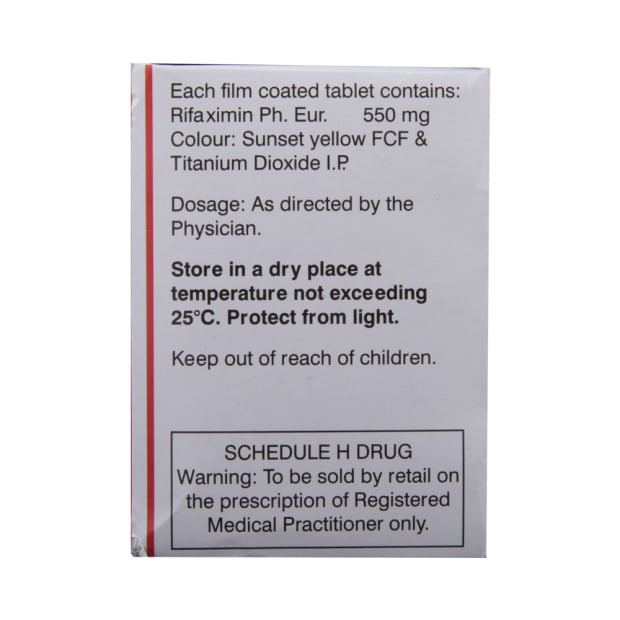 Each film coated tablet contains:
Rifaximin Ph. Eur. 550 mg
Colour: Sunset yellow FCF &
Titanium Dioxide I.P.
Dosage: As directed by the
Physician.
Store in a dry place at
temperature not exceeding
25°C. Protect from light.
Keep out of reach of children.
SCHEDULE H DRUG
Warning: To be sold by retail on
the prescription of Registered
Medical Practitioner only.